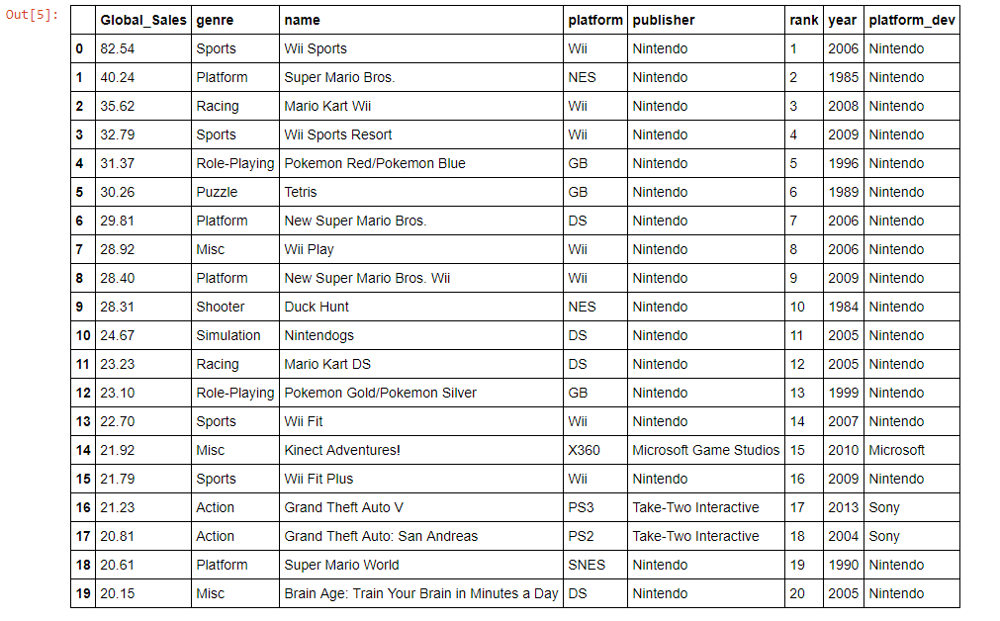 Out[5]:
Global_Sales genre name platform publisher rank year platform_dev
0 82.54 Sports Wii Sports Wii Nintendo 1 2006 Nintendo
1 40.24 Platform Super Mario Bros. NES Nintendo 2 1985 Nintendo
2 35.62 Racing Mario Kart Wii Wii Nintendo 3 2008 Nintendo
3 32.79 Sports Wii Sports Resort Wii Nintendo 4 2009 Nintendo
4 31.37 Role-Playing Pokemon Red/Pokemon Blue GB Nintendo 5 1996 Nintendo
5 30.26 Puzzle Tetris GB Nintendo 6 1989 Nintendo
6 29.81 Platform New Super Mario Bros. DS Nintendo 7 2006 Nintendo
7 28.92 Misc Wii Play Wii Nintendo 8 2006 Nintendo
8 28.40 Platform New Super Mario Bros. Wii Wii Nintendo 9 2009 Nintendo
9 28.31 Shooter Duck Hunt NES Nintendo 10 1984 Nintendo
10 24.67 Simulation Nintendogs DS Nintendo 11 2005 Nintendo
11 23.23 Racing Mario Kart DS DS Nintendo 12 2005 Nintendo
12 23.10 Role-Playing Pokemon Gold/Pokemon Silver GB Nintendo 13 1999 Nintendo
13 22.70 Sports Wii Fit Wii Nintendo 14 2007 Nintendo
14 21.92 Misc Kinect Adventures! X360 Microsoft Game Studios 15 2010 Microsoft
15 21.79 Sports Wii Fit Plus Wii Nintendo 16 2009 Nintendo
16 21.23 Action Grand Theft Auto V PS3 Take-Two Interactive 17 2013 Sony
17 20.81 Action Grand Theft Auto: San Andreas PS2 Take-Two Interactive 18 2004 Sony
18 20.61 Platform Super Mario World SNES Nintendo 19 1990 Nintendo
19 20.15 Misc Brain Age: Train Your Brain in Minutes a Day DS Nintendo 20 2005 Nintendo